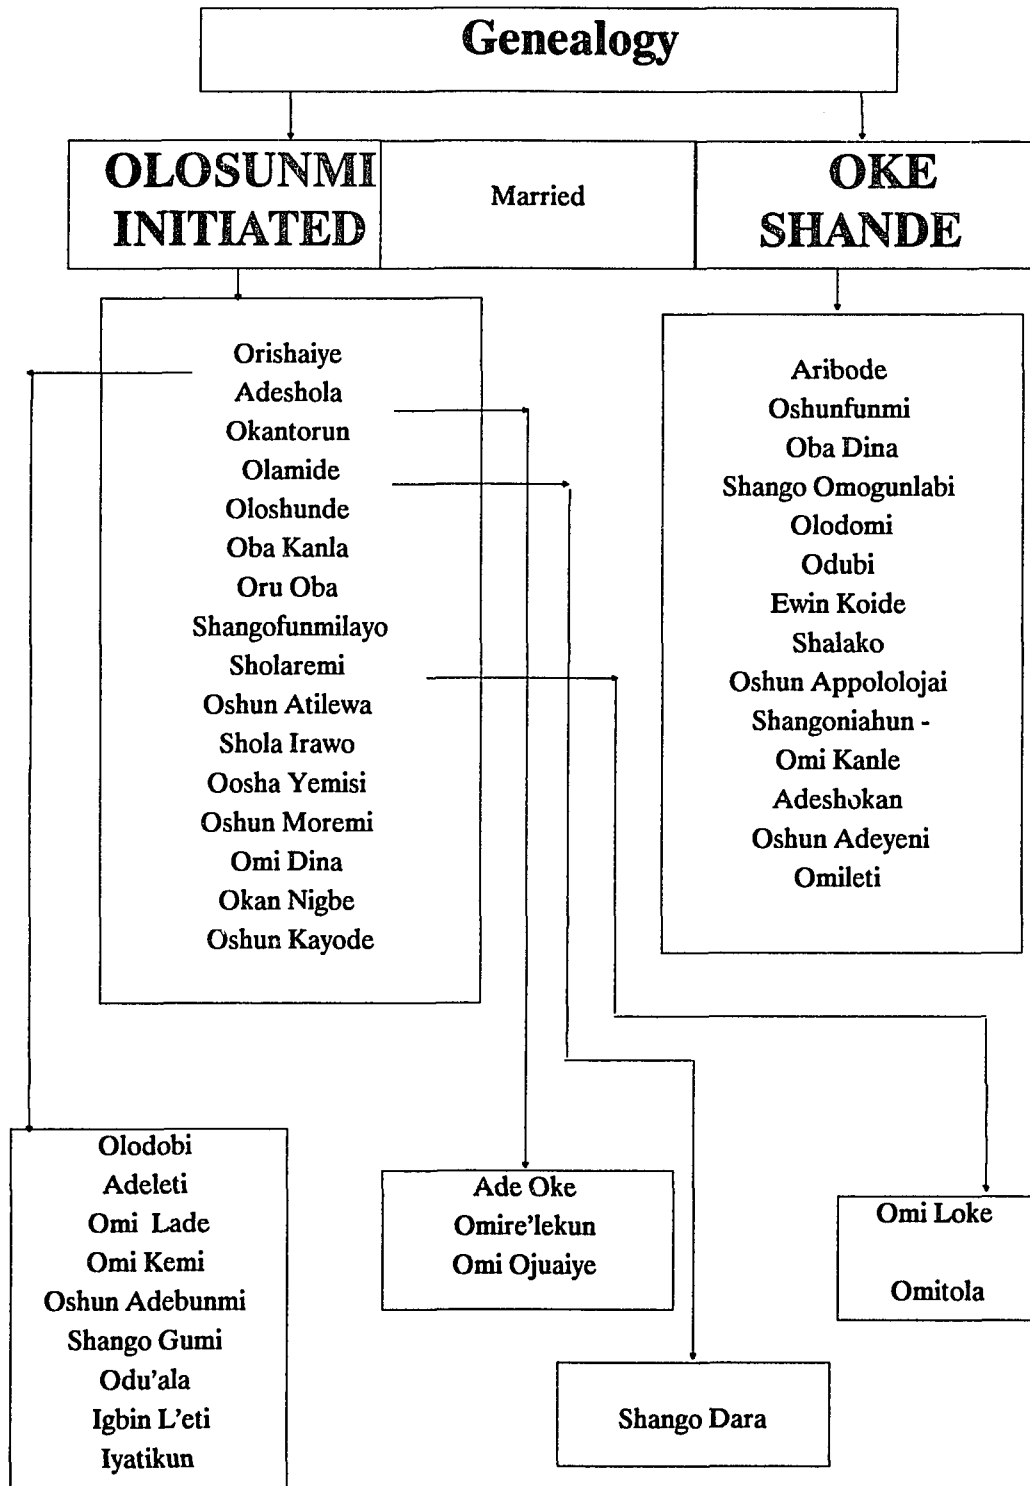 Genealogy
OLOSUNMI
INITIATED
Married
OKE
SHANDE
Orishaiye
Adeshola
Okantorun
Olamide
Oloshunde
Oba Kanla
Oru Oba
Shangofunmilayo
Sholaremi
Oshun Atilewa
Shola Irawo
Oosha Yemisi
Oshun Moremi
Omi Dina
Okan Nigbe
Oshun Kayode
Aribode
Oshunfunmi
Oba Dina
Shango Omogunlabi
Olodomi
Odubi
Ewin Koide
Shalako
Oshun Appololojai
Shangoniahun -
Omi Kanle
Adeshokan
Oshun Adeyeni
Omileti
Olodobi
Adeleti
Omi Lade
Omi Kemi
Oshun Adebunmi
Shango Gumi
Odu'ala
Igbin L'eti
Iyatikun
Ade Oke
Omire'lekun
Omi Ojuaiye
Shango Dara
Omi Loke
Omitola